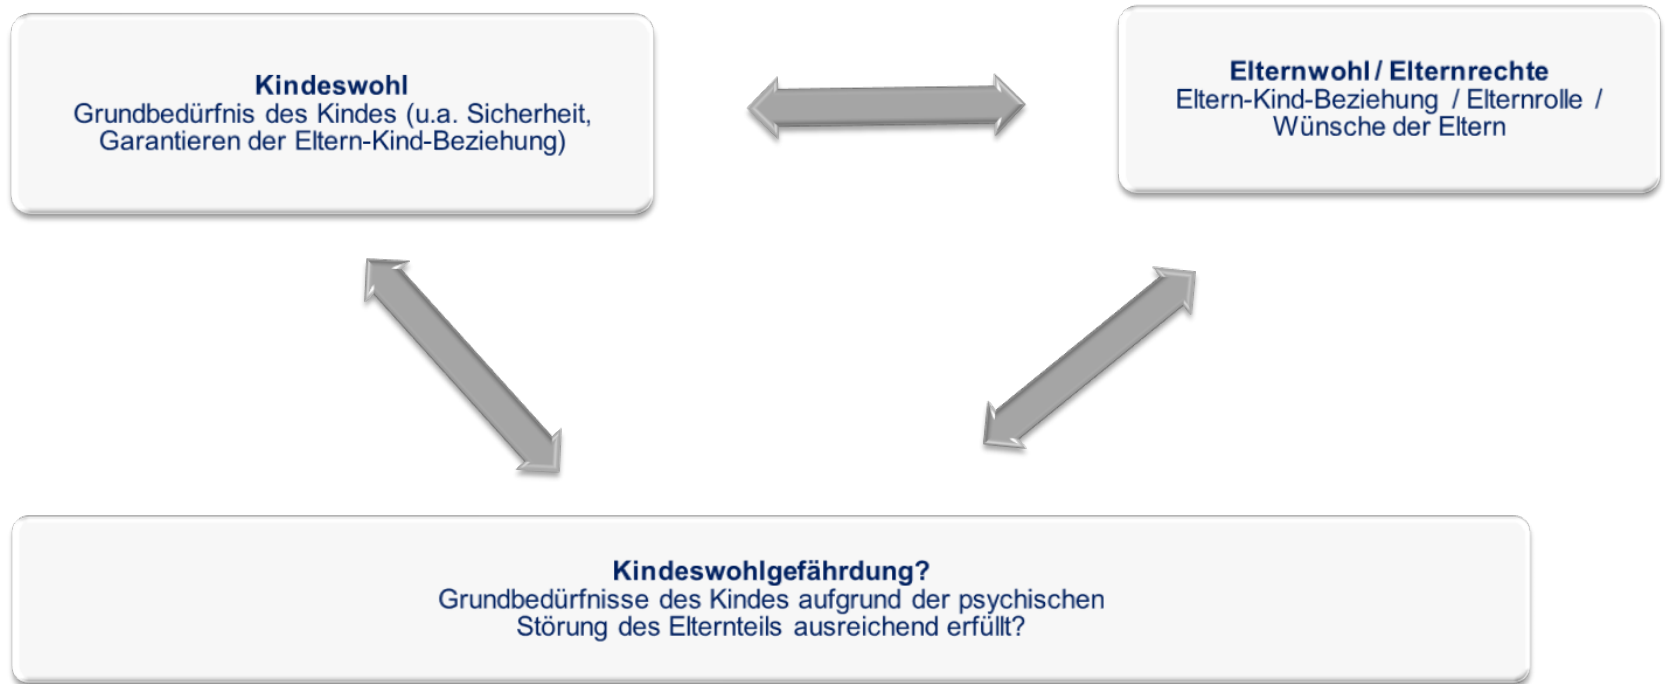 Kindeswohl
Grundbedürfnis des Kindes (u.a. Sicherheit,
Garantieren der Eltern-Kind-Beziehung)
Elternwohl / Elternrechte
Eltern-Kind-Beziehung / Elternrolle /
Wünsche der Eltern
Kindeswohlgefährdung?
Grundbedürfnisse des Kindes aufgrund der psychischen
Störung des Elternteils ausreichend erfüllt?